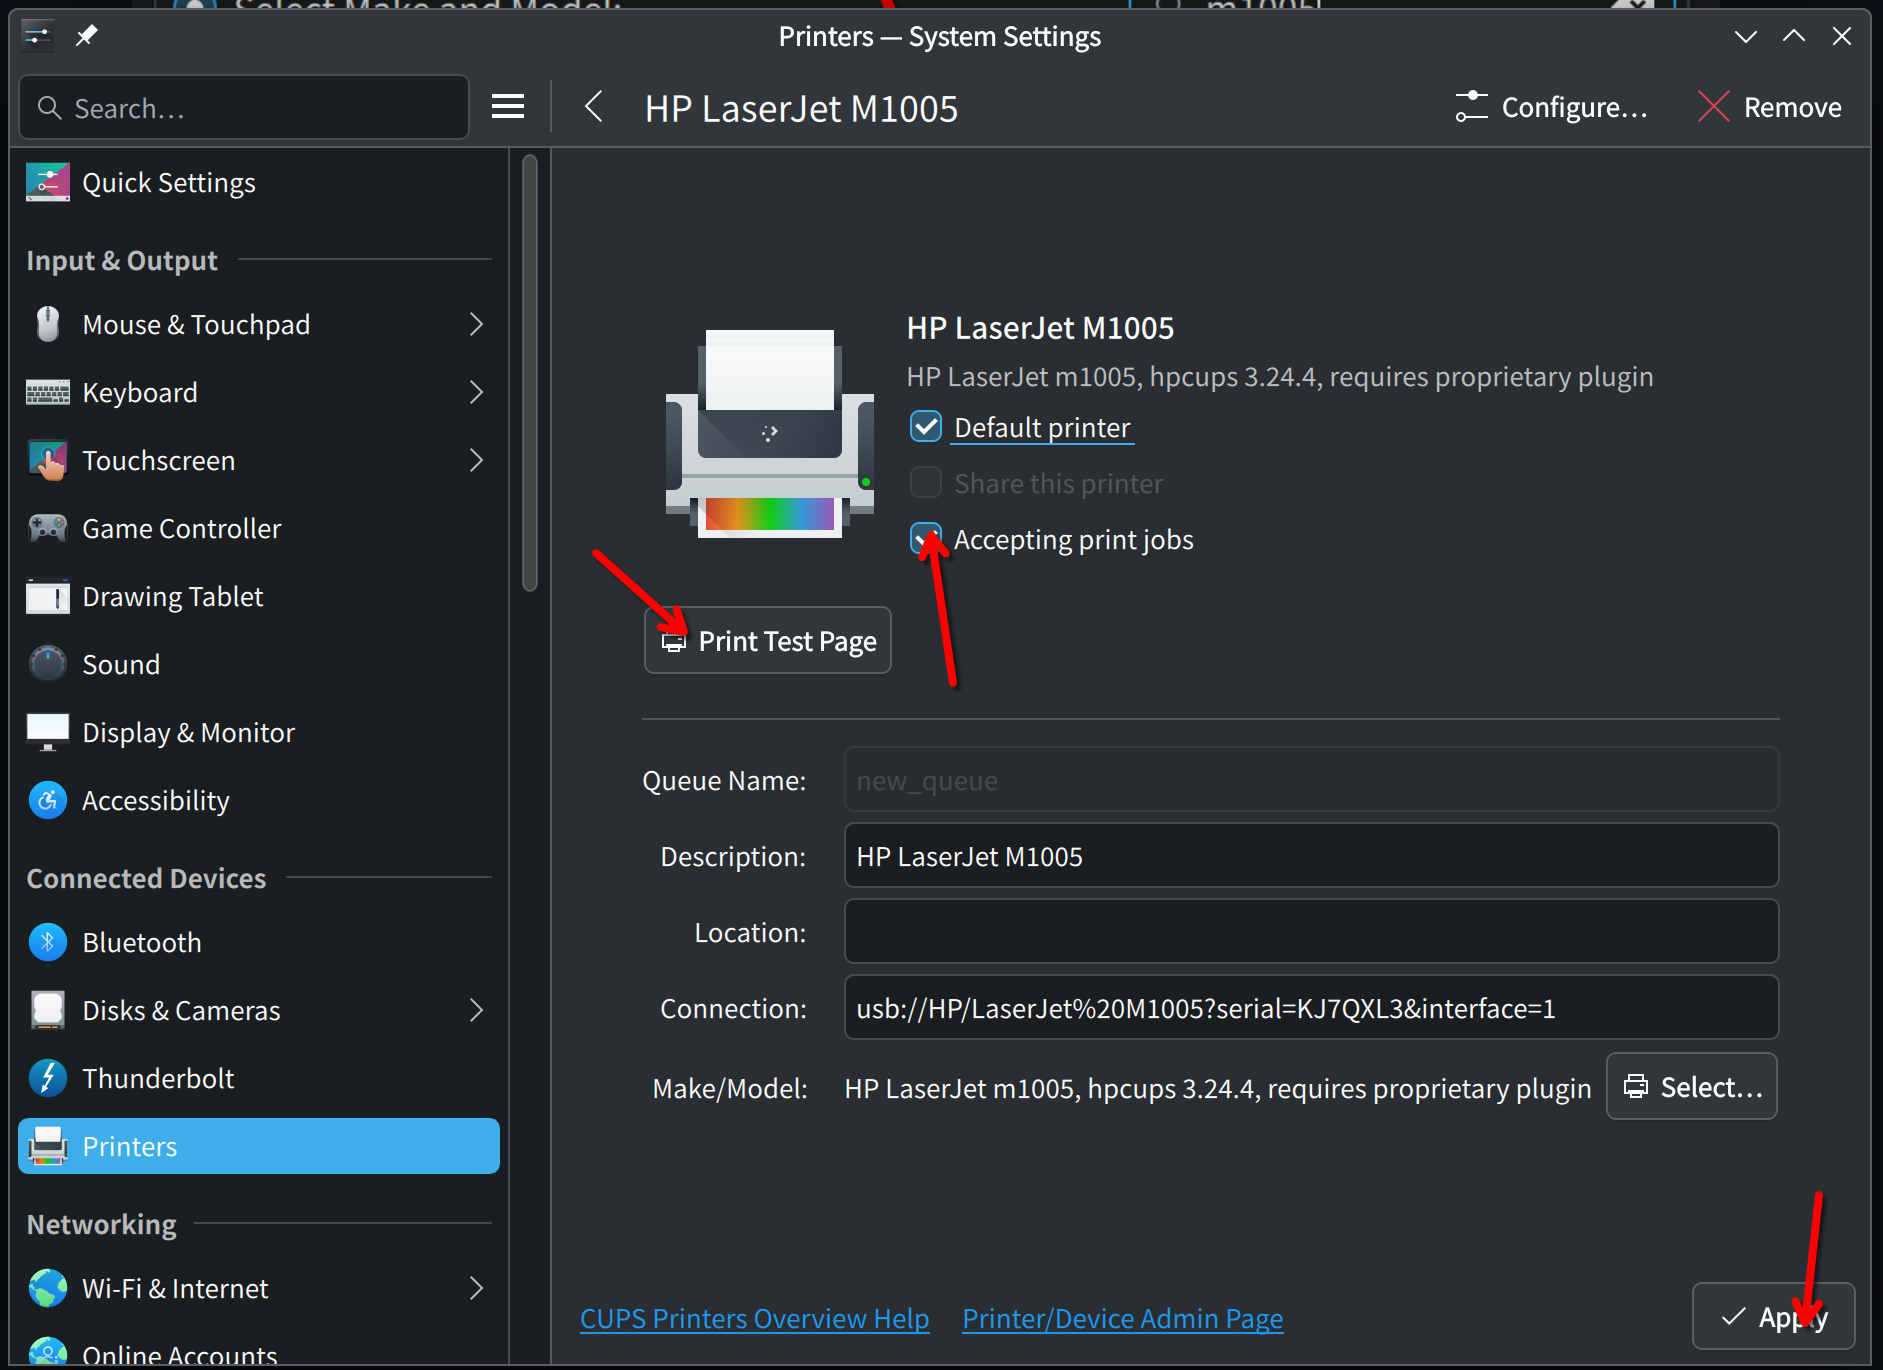 Select Make and Model:
m1005
Printers — System Settings
Search…
HP LaserJet M1005
Configure…
Remove
Quick Settings
Input & Output
Mouse & Touchpad
Keyboard
Touchscreen
Game Controller
Drawing Tablet
Sound
Display & Monitor
Accessibility
Connected Devices
Bluetooth
Disks & Cameras
Thunderbolt
Printers
Networking
Wi-Fi & Internet
Online Accounts
HP LaserJet M1005
HP LaserJet m1005, hpcups 3.24.4, requires proprietary plugin
Default printer
Share this printer
Accepting print jobs
Print Test Page
Queue Name: new_queue
Description: HP LaserJet M1005
Location:
Connection: usb://HP/LaserJet%20M1005?serial=KJ7QXL3&interface=1
Make/Model: HP LaserJet m1005, hpcups 3.24.4, requires proprietary plugin Select…
CUPS Printers Overview Help Printer/Device Admin Page
Apply